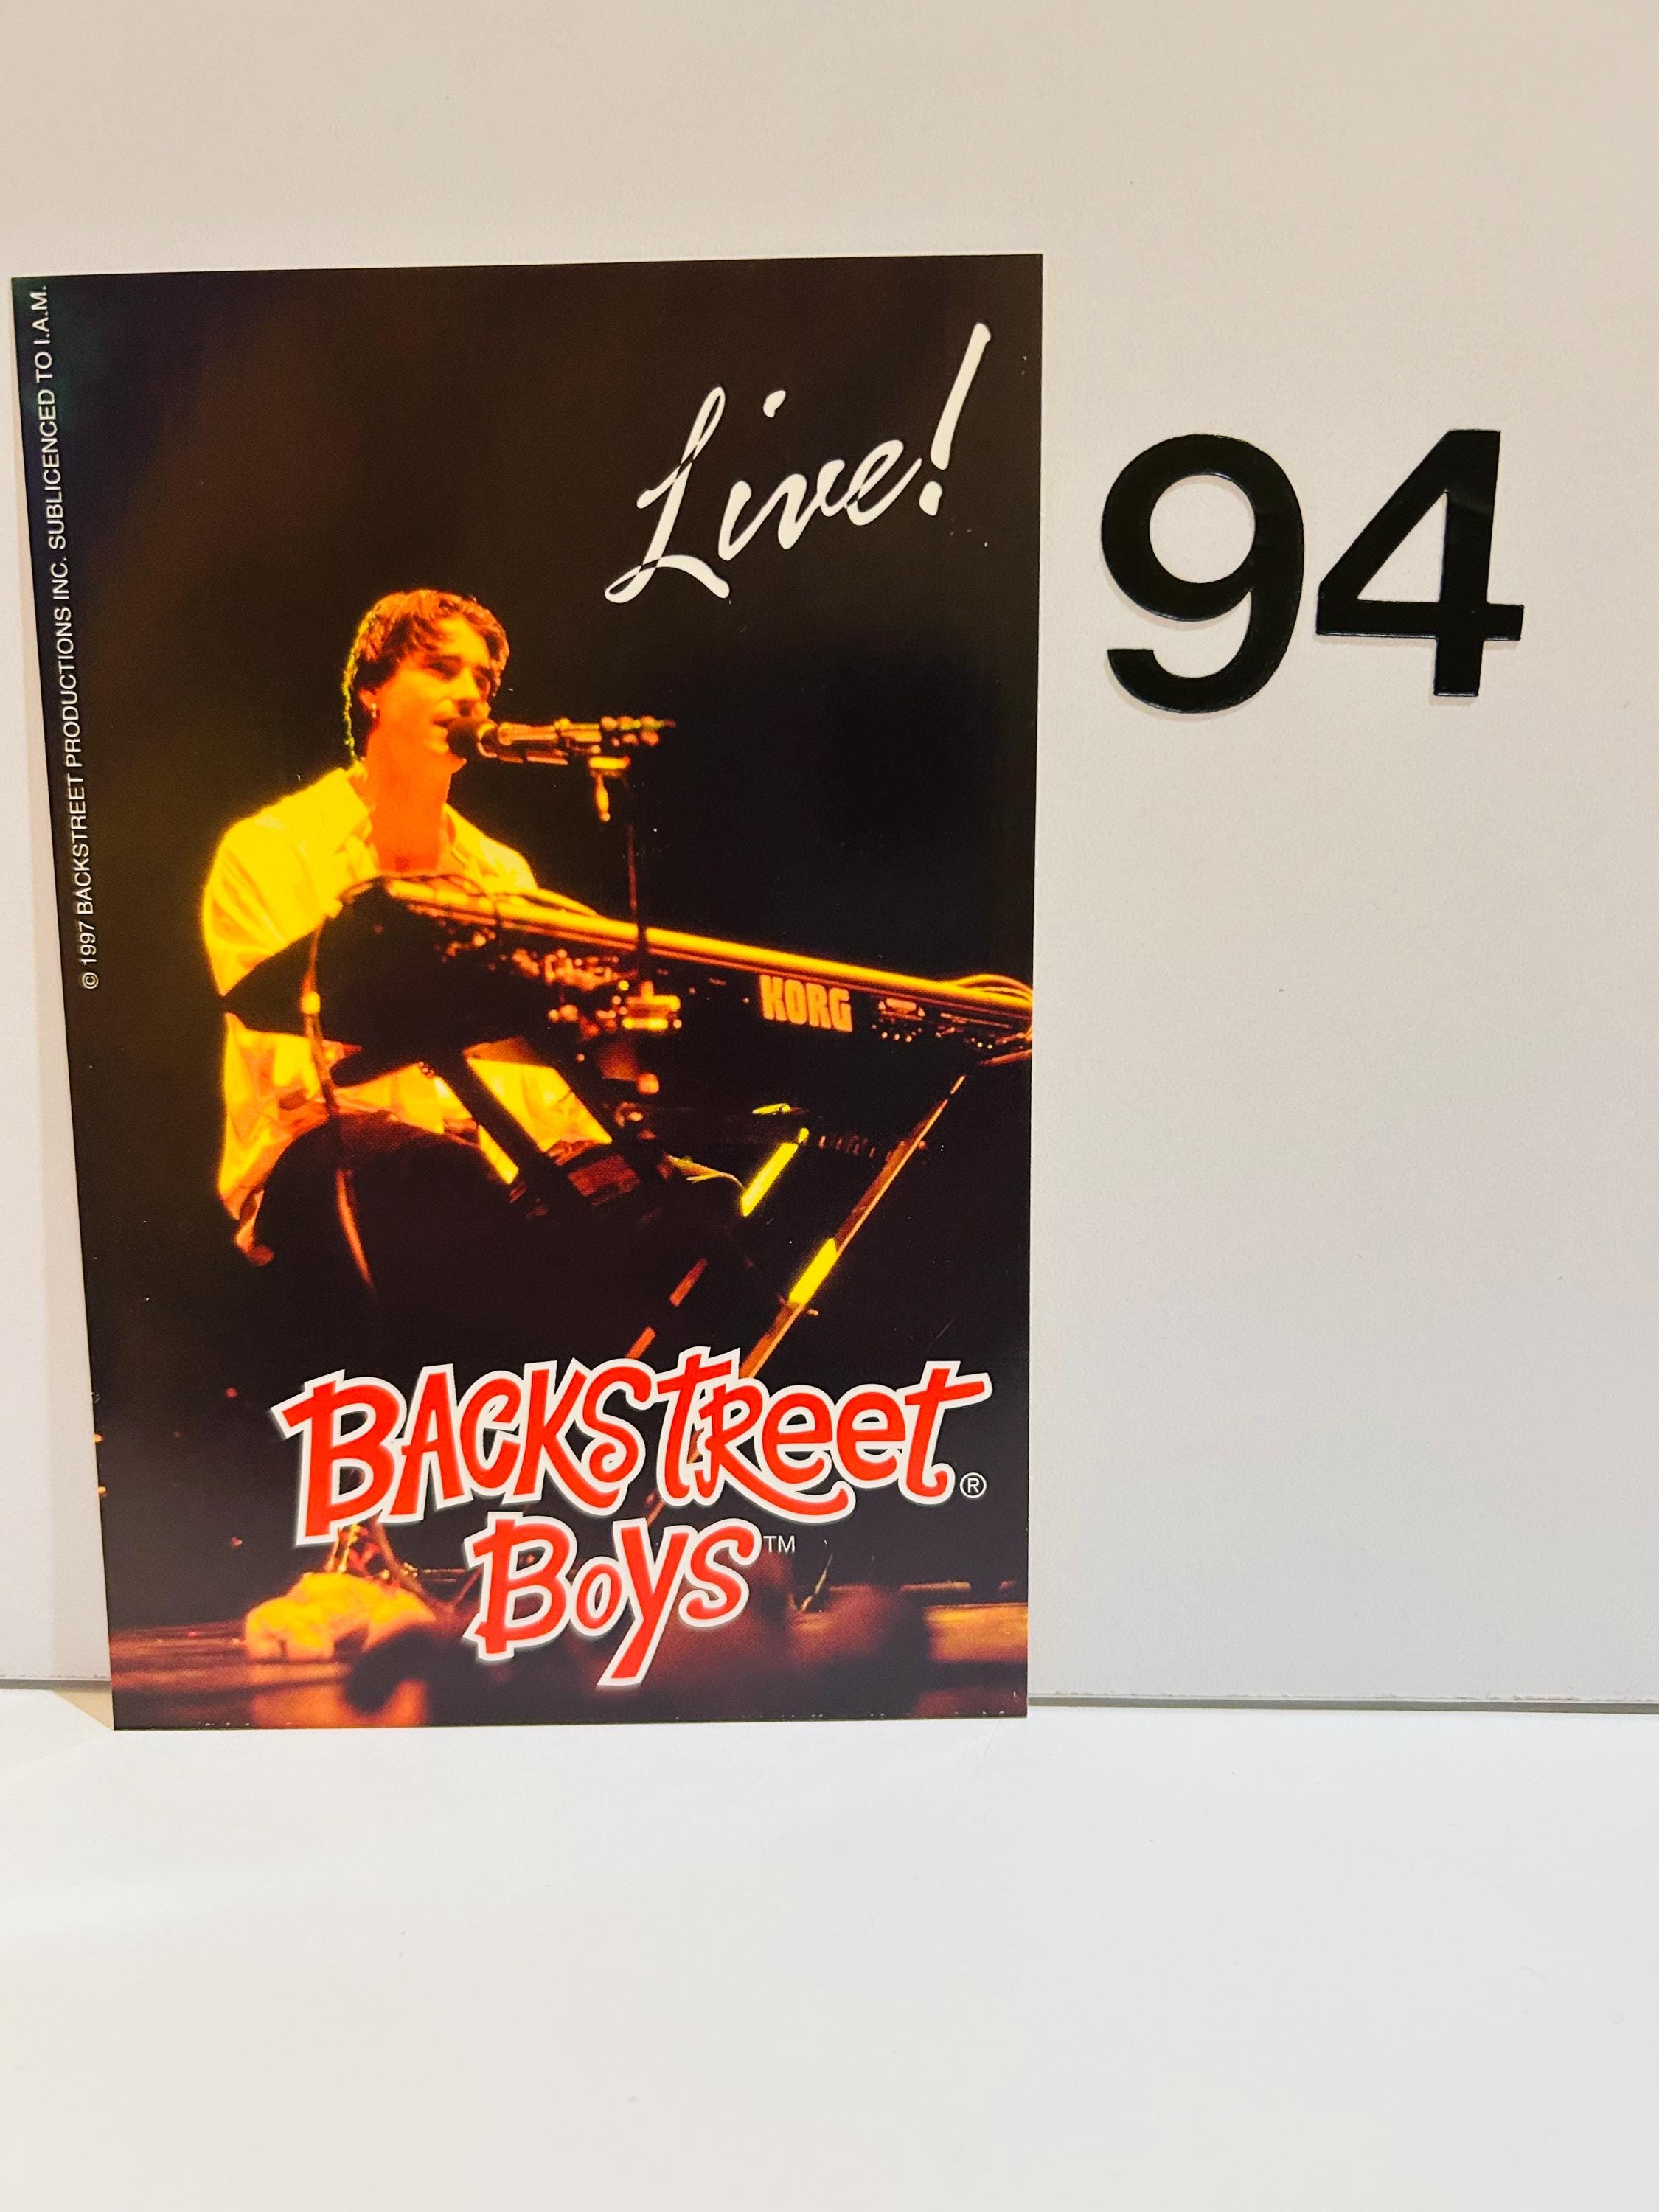 © 1997 BACKSTREET PRODUCTIONS INC. SUBLICENCED TO I.A.M.
Live!
94
KORG
BACKSTREET®
BOYS™